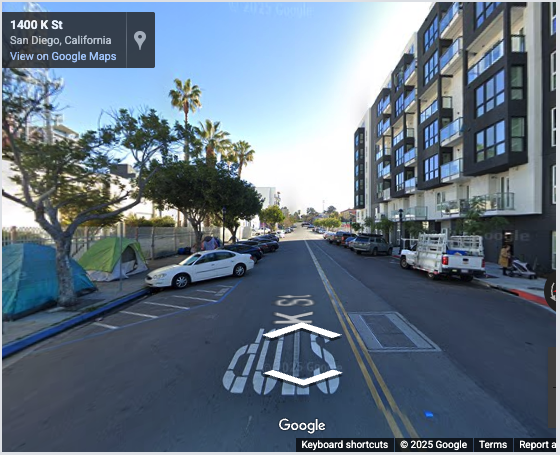 © 2025 Google
1400 K St
San Diego, California
View on Google Maps
K St
Google
Keyboard shortcuts
© 2025 Google
Terms
Report a